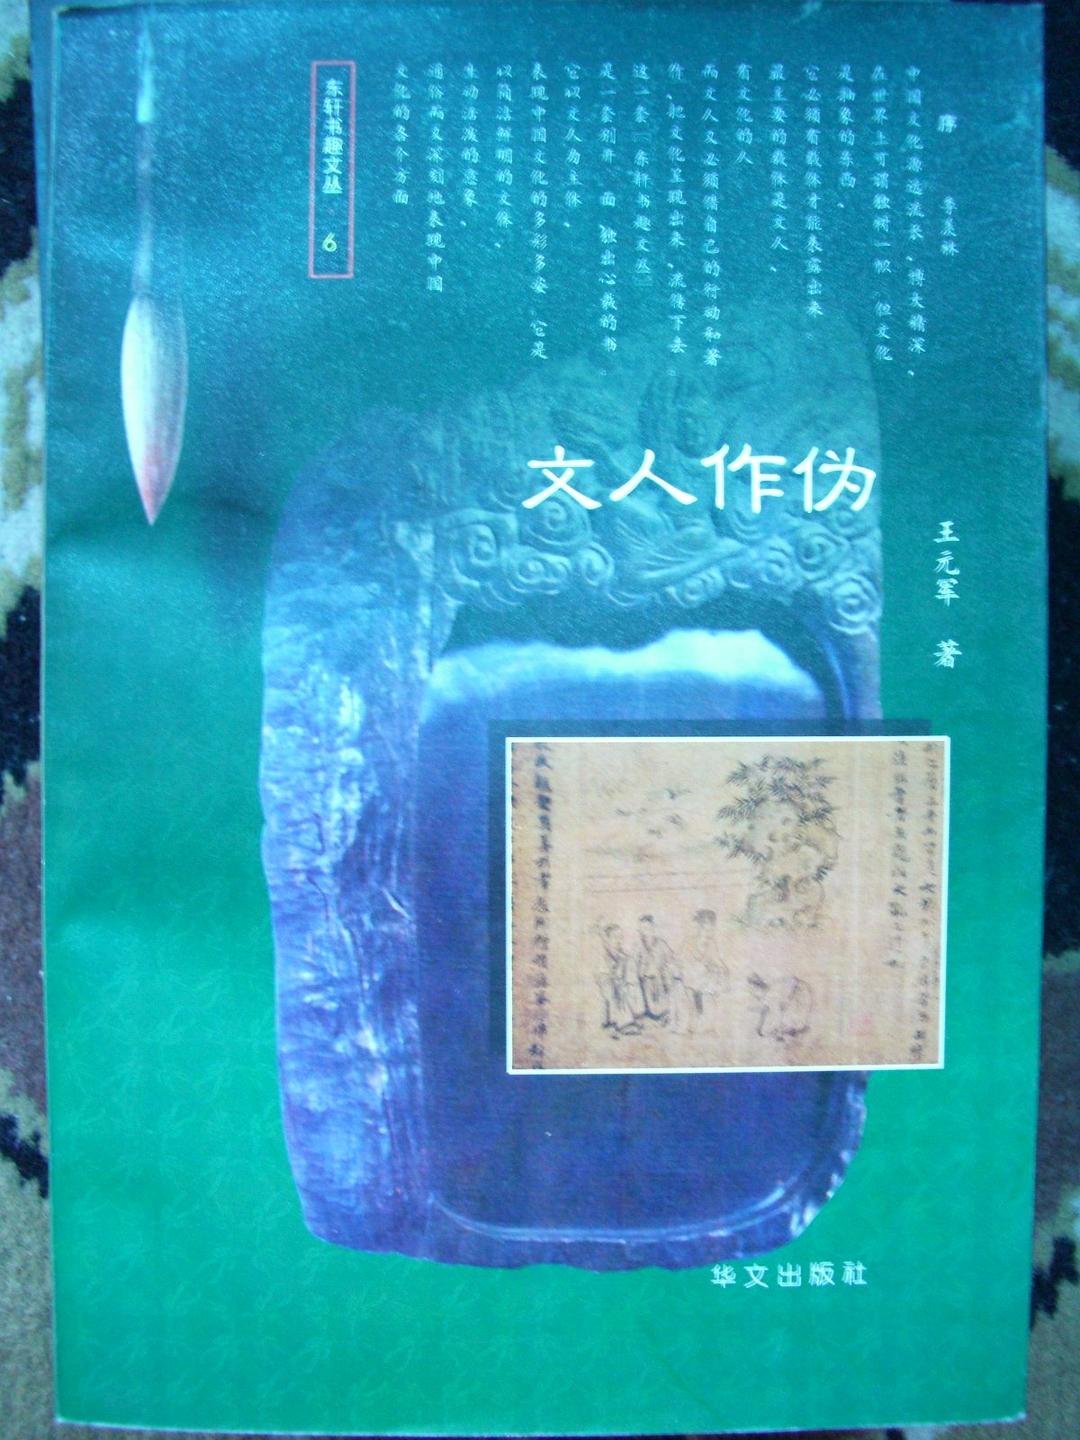 序 季羡林
中国文化源远流长、博大精深、
在世界上可谓独树一帜 但文化
是抽象的东西、
它必须有载体才能表露出来
最主要的载体是文人、
有文化的人
而文人又必须借自己的行动和著
作、把文化呈现出来、流传下去
这一套《东轩书趣文丛》
是一套别开一面 独出心裁的书
它以文人为主体、
表现中国文化的多彩多姿 它是
以简洁鲜明的文体、
生动活泼的意象、
通俗而又深刻地表现中国
文化的各个方面
东轩书趣文丛·6
文人作伪
王元军 著
华文出版社